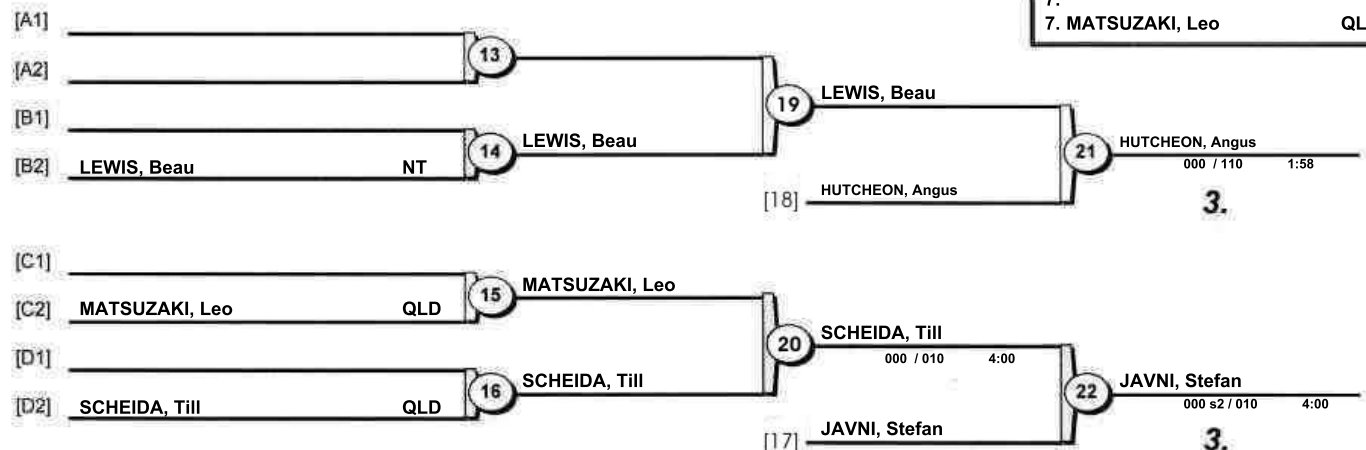 7.
7. MATSUZAKI, Leo QL
[A1]
13
[A2]
LEWIS, Beau
19
[B1]
LEWIS, Beau
HUTCHEON, Angus
14
21
[B2] LEWIS, Beau NT
000 / 110 1:58
HUTCHEON, Angus
[18]
3.
[C1]
MATSUZAKI, Leo
15
[C2] MATSUZAKI, Leo QLD
SCHEIDA, Till
20
000 / 010 4:00
[D1]
SCHEIDA, Till
JAVNI, Stefan
16
22
[D2] SCHEIDA, Till QLD
000 s2 / 010 4:00
JAVNI, Stefan
[17]
3.